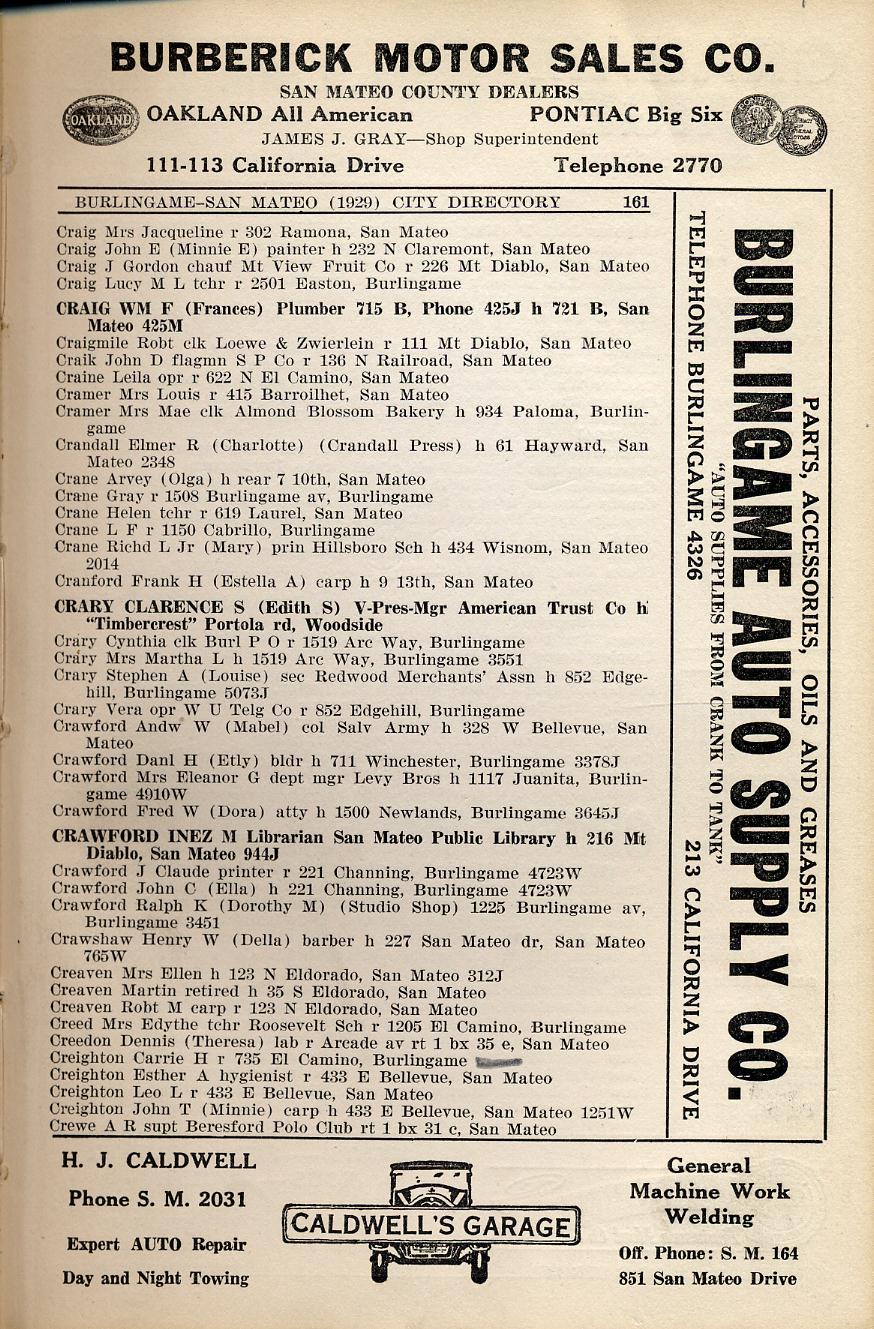 BURBERICK MOTOR SALES CO.
SAN MATEO COUNTY DEALERS
OAKLAND
OAKLAND All American PONTIAC Big Six
PONTIAC
JAMES J. GRAY—Shop Superintendent
111-113 California Drive Telephone 2770
BURLINGAME-SAN MATEO (1929) CITY DIRECTORY 161
Craig Mrs Jacqueline r 302 Ramona, San Mateo
Craig John E (Minnie E) painter h 232 N Claremont, San Mateo
Craig J Gordon chauf Mt View Fruit Co r 226 Mt Diablo, San Mateo
Craig Lucy M L tchr r 2501 Easton, Burlingame
CRAIG WM F (Frances) Plumber 715 B, Phone 425J h 721 B, San
Mateo 425M
Craigmile Robt clk Loewe & Zwierlein r 111 Mt Diablo, San Mateo
Craik John D flagmn S P Co r 136 N Railroad, San Mateo
Craine Leila opr r 622 N El Camino, San Mateo
Cramer Mrs Louis r 415 Barroilhet, San Mateo
Cramer Mrs Mae clk Almond Blossom Bakery h 934 Paloma, Burlin-
game
Crandall Elmer R (Charlotte) (Crandall Press) h 61 Hayward, San
Mateo 2348
Crane Arvey (Olga) h rear 7 10th, San Mateo
Crane Gray r 1508 Burlingame av, Burlingame
Crane Helen tchr r 619 Laurel, San Mateo
Crane L F r 1150 Cabrillo, Burlingame
Crane Richd L Jr (Mary) prin Hillsboro Sch h 434 Wisnom, San Mateo
2014
Cranford Frank H (Estella A) carp h 9 13th, San Mateo
CRARY CLARENCE S (Edith S) V-Pres-Mgr American Trust Co h
"Timbercrest" Portola rd, Woodside
Crary Cynthia clk Burl P O r 1519 Arc Way, Burlingame
Crary Mrs Martha L h 1519 Arc Way, Burlingame 3551
Crary Stephen A (Louise) sec Redwood Merchants' Assn h 852 Edge-
hill, Burlingame 5073J
Crary Vera opr W U Telg Co r 852 Edgehill, Burlingame
Crawford Andw W (Mabel) col Salv Army h 328 W Bellevue, San
Mateo
Crawford Danl H (Etly) bldr h 711 Winchester, Burlingame 3378J
Crawford Mrs Eleanor G dept mgr Levy Bros h 1117 Juanita, Burlin-
game 4910W
Crawford Fred W (Dora) atty h 1500 Newlands, Burlingame 3645J
CRAWFORD INEZ M Librarian San Mateo Public Library h 216 Mt
Diablo, San Mateo 944J
Crawford J Claude printer r 221 Channing, Burlingame 4723W
Crawford John C (Ella) h 221 Channing, Burlingame 4723W
Crawford Ralph K (Dorothy M) (Studio Shop) 1225 Burlingame av,
Burlingame 3451
Crawshaw Henry W (Della) barber h 227 San Mateo dr, San Mateo
765W
Creaven Mrs Ellen h 123 N Eldorado, San Mateo 312J
Creaven Martin retired h 35 S Eldorado, San Mateo
Creaven Robt M carp r 123 N Eldorado, San Mateo
Creed Mrs Edythe tchr Roosevelt Sch r 1205 El Camino, Burlingame
Creedon Dennis (Theresa) lab r Arcade av rt 1 bx 35 e, San Mateo
Creighton Carrie H r 735 El Camino, Burlingame
Creighton Esther A hygienist r 433 E Bellevue, San Mateo
Creighton Leo L r 433 E Bellevue, San Mateo
Creighton John T (Minnie) carp h 433 E Bellevue, San Mateo 1251W
Crewe A R supt Beresford Polo Club rt 1 bx 31 c, San Mateo
PARTS, ACCESSORIES, OILS AND GREASES
BURLINGAME AUTO SUPPLY CO.
"AUTO SUPPLIES FROM CRANK TO TANK"
TELEPHONE BURLINGAME 4326 213 CALIFORNIA DRIVE
H. J. CALDWELL
Phone S. M. 2031
Expert AUTO Repair
Day and Night Towing
CALDWELL'S GARAGE
General
Machine Work
Welding
Off. Phone: S. M. 164
851 San Mateo Drive